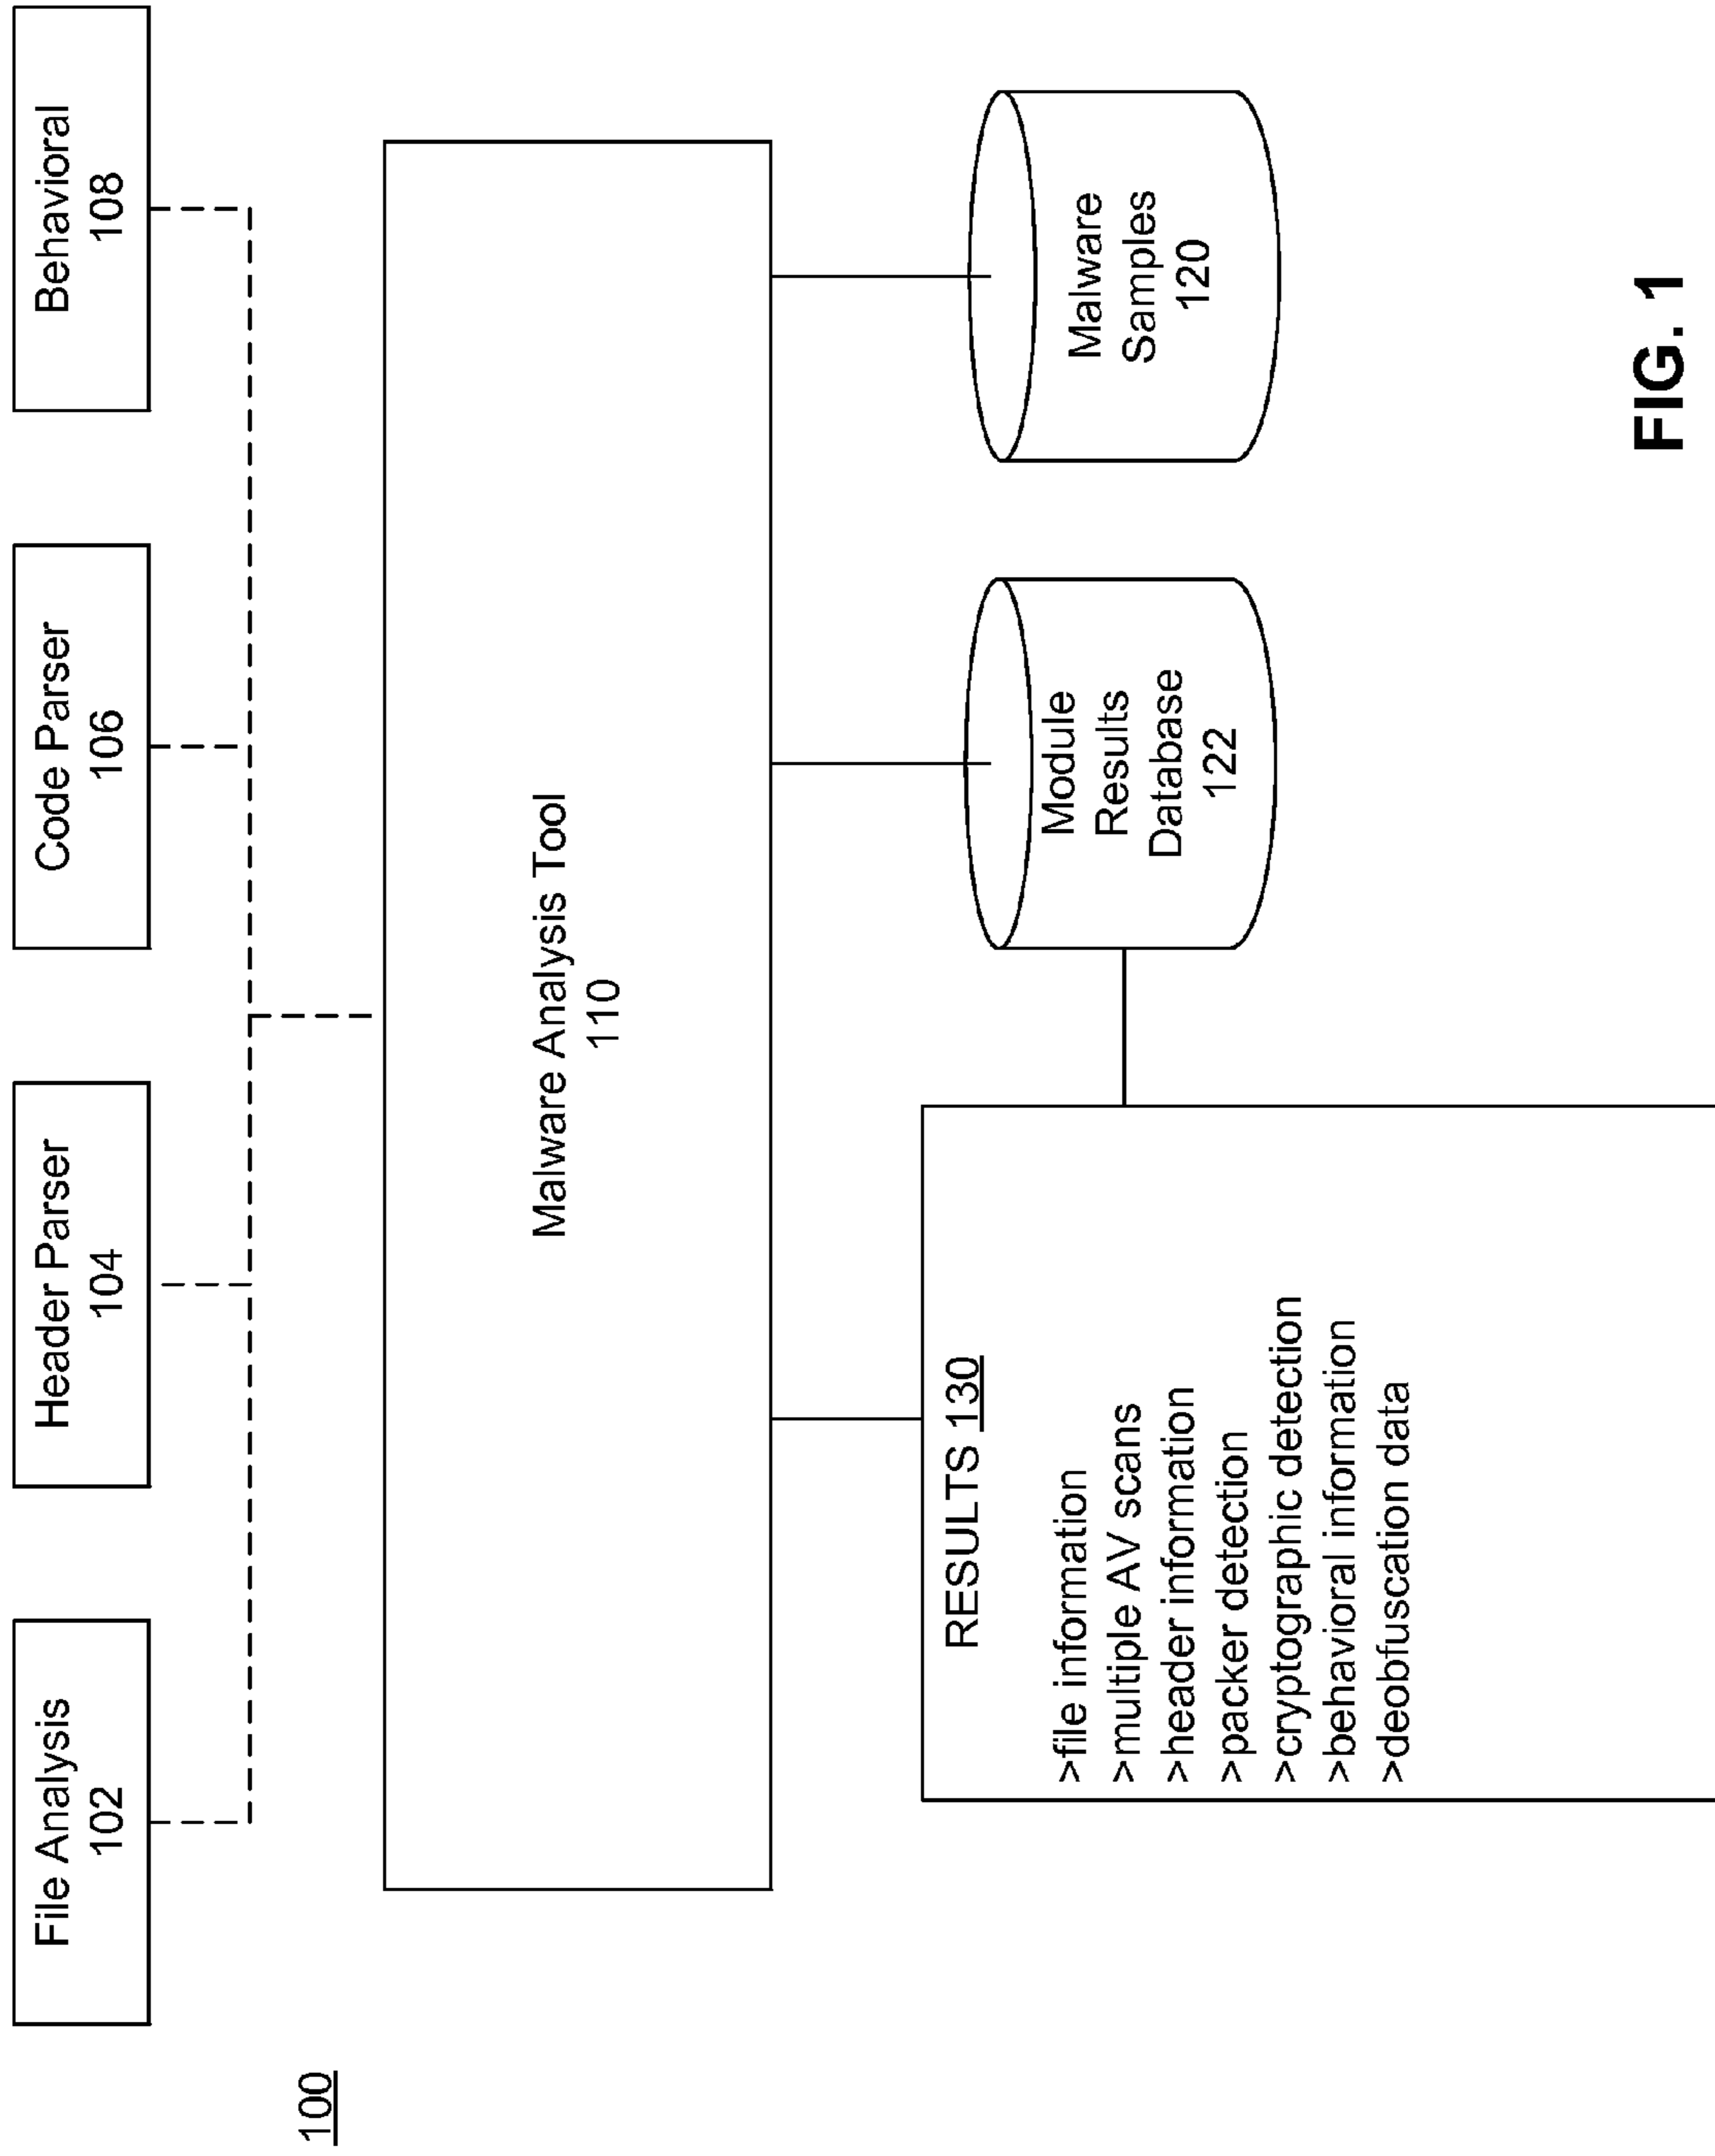 100
File Analysis
102
Header Parser
104
Code Parser
106
Behavioral
108
Malware Analysis Tool
110
RESULTS 130
>file information
>multiple AV scans
>header information
>packer detection
>cryptographic detection
>behavioral information
>deobfuscation data
Module
Results
Database
122
Malware
Samples
120
FIG. 1